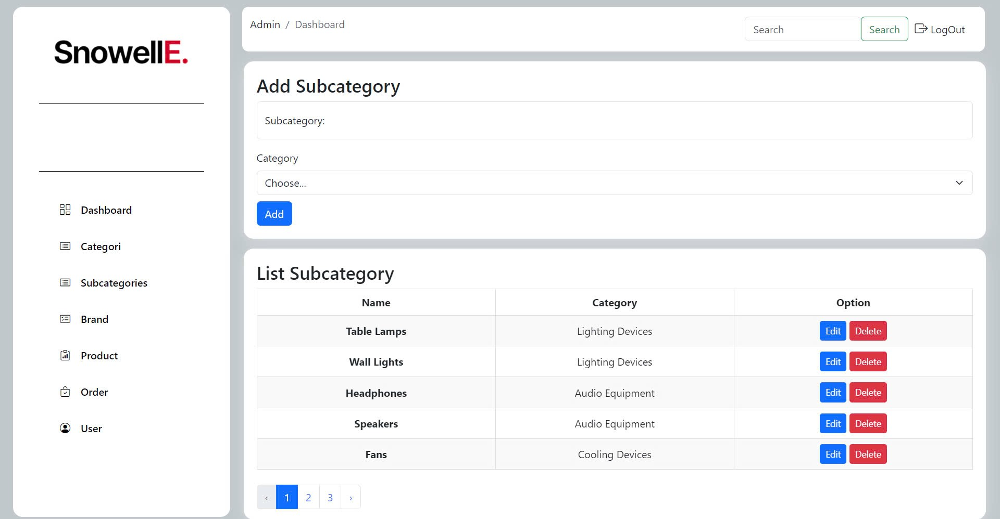 SnowellE.
Dashboard
Categori
Subcategories
Brand
Product
Order
User
Admin / Dashboard
Search Search LogOut
Add Subcategory
Subcategory:
Category
Choose...
Add
List Subcategory
Name Category Option
Table Lamps Lighting Devices Edit Delete
Wall Lights Lighting Devices Edit Delete
Headphones Audio Equipment Edit Delete
Speakers Audio Equipment Edit Delete
Fans Cooling Devices Edit Delete
‹ 1 2 3 ›